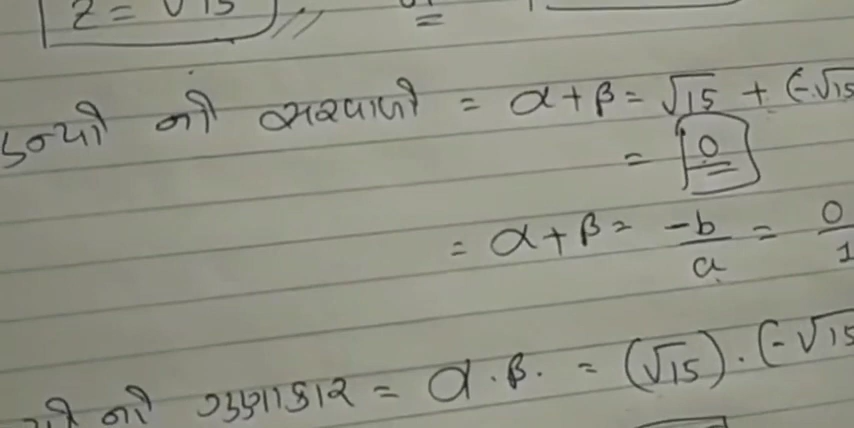 z = √15 =
શૂન્યો નો સરવાળો = α + β = √15 + (-√15
= 0
= α + β = -b/a = 0/1
નો ગુણાકાર = α . β . = (√15) . (-√15